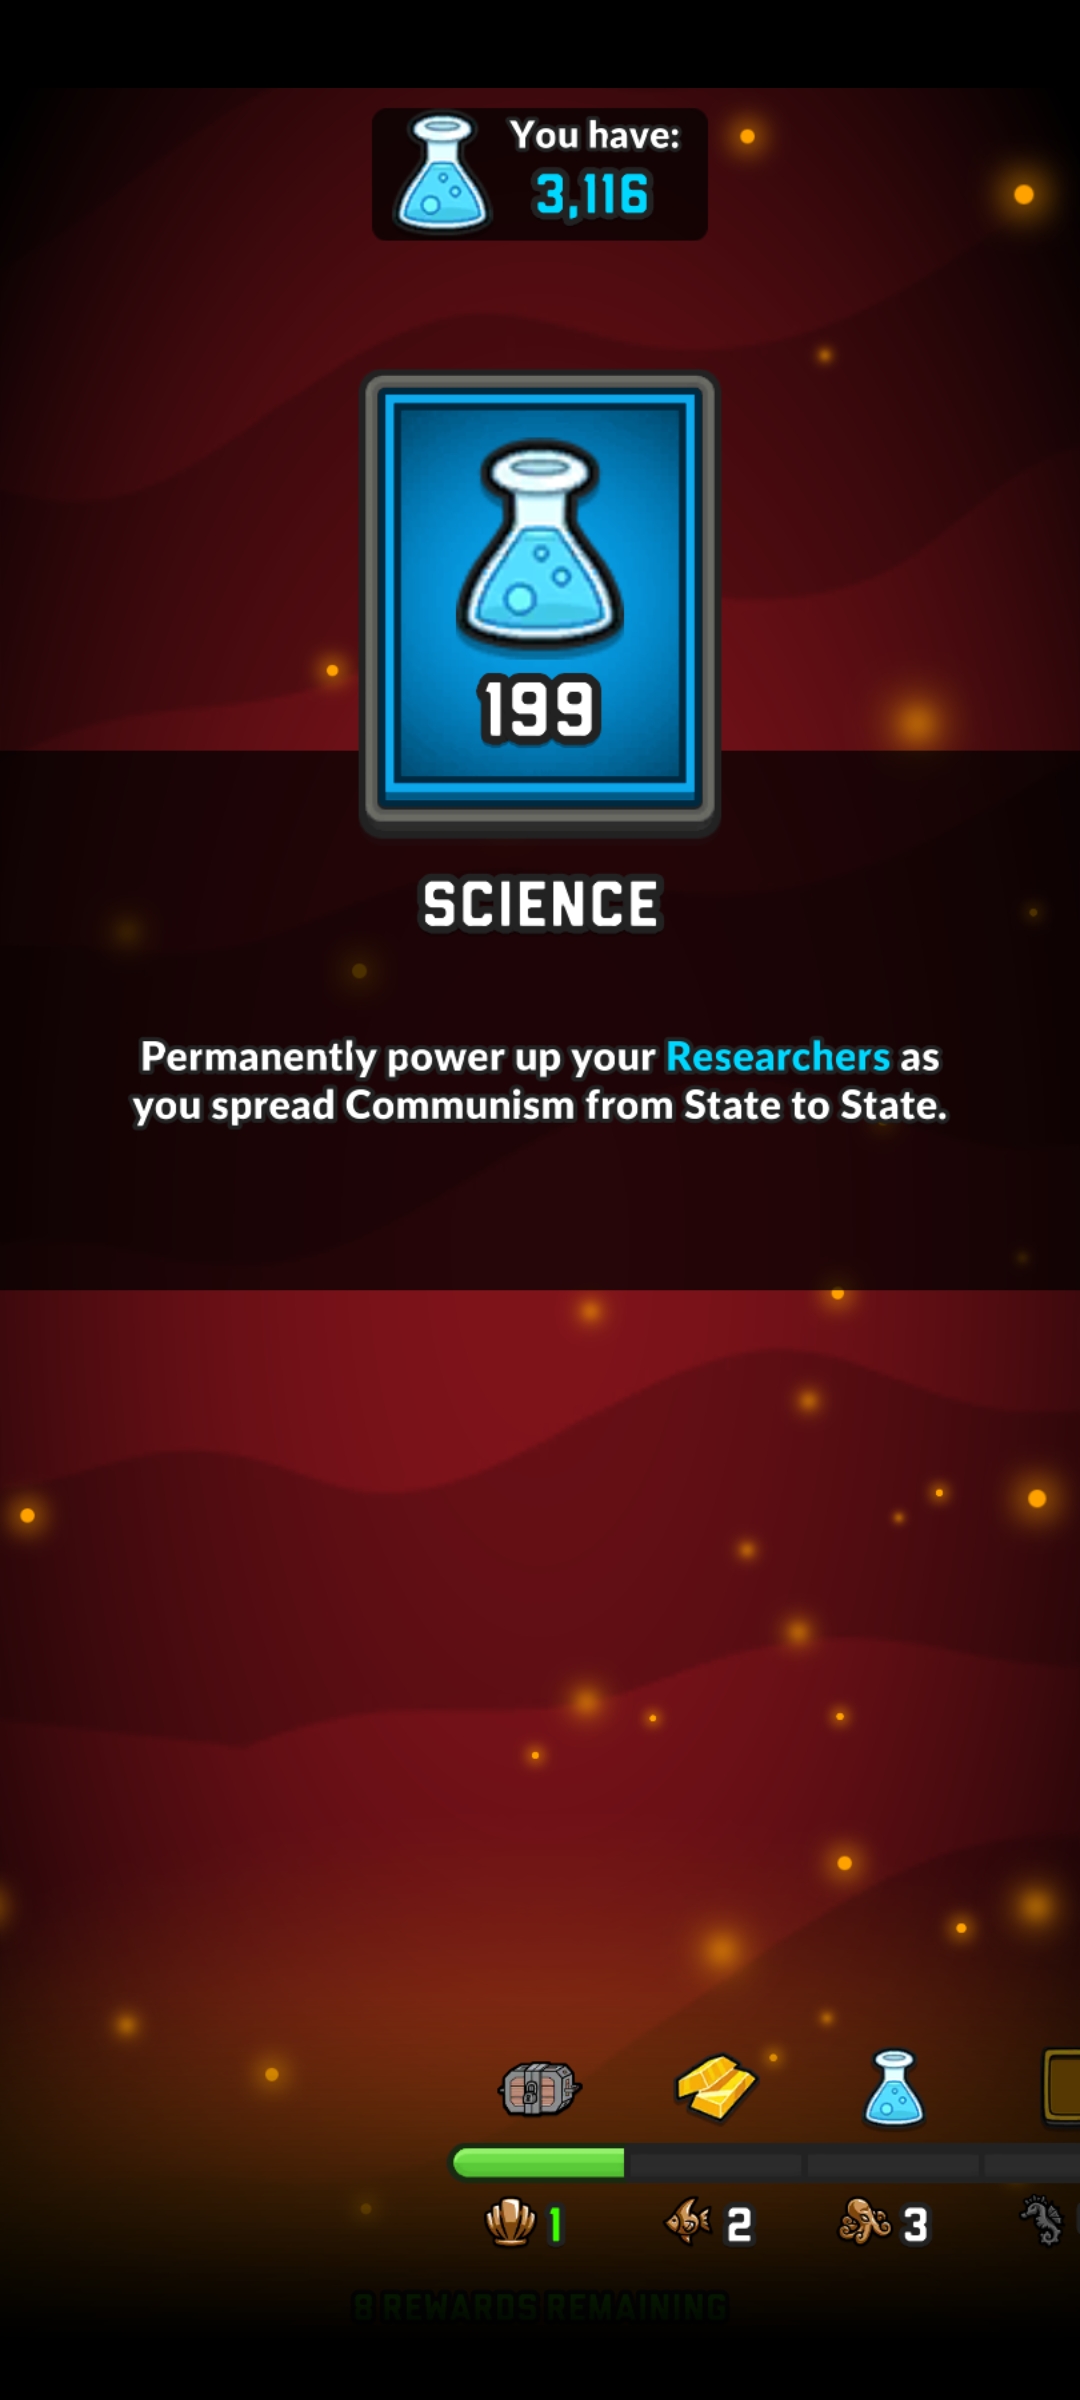 You have:
3,116
199
SCIENCE
Permanently power up your Researchers as
you spread Communism from State to State.
1
2
3
8 REWARDS REMAINING